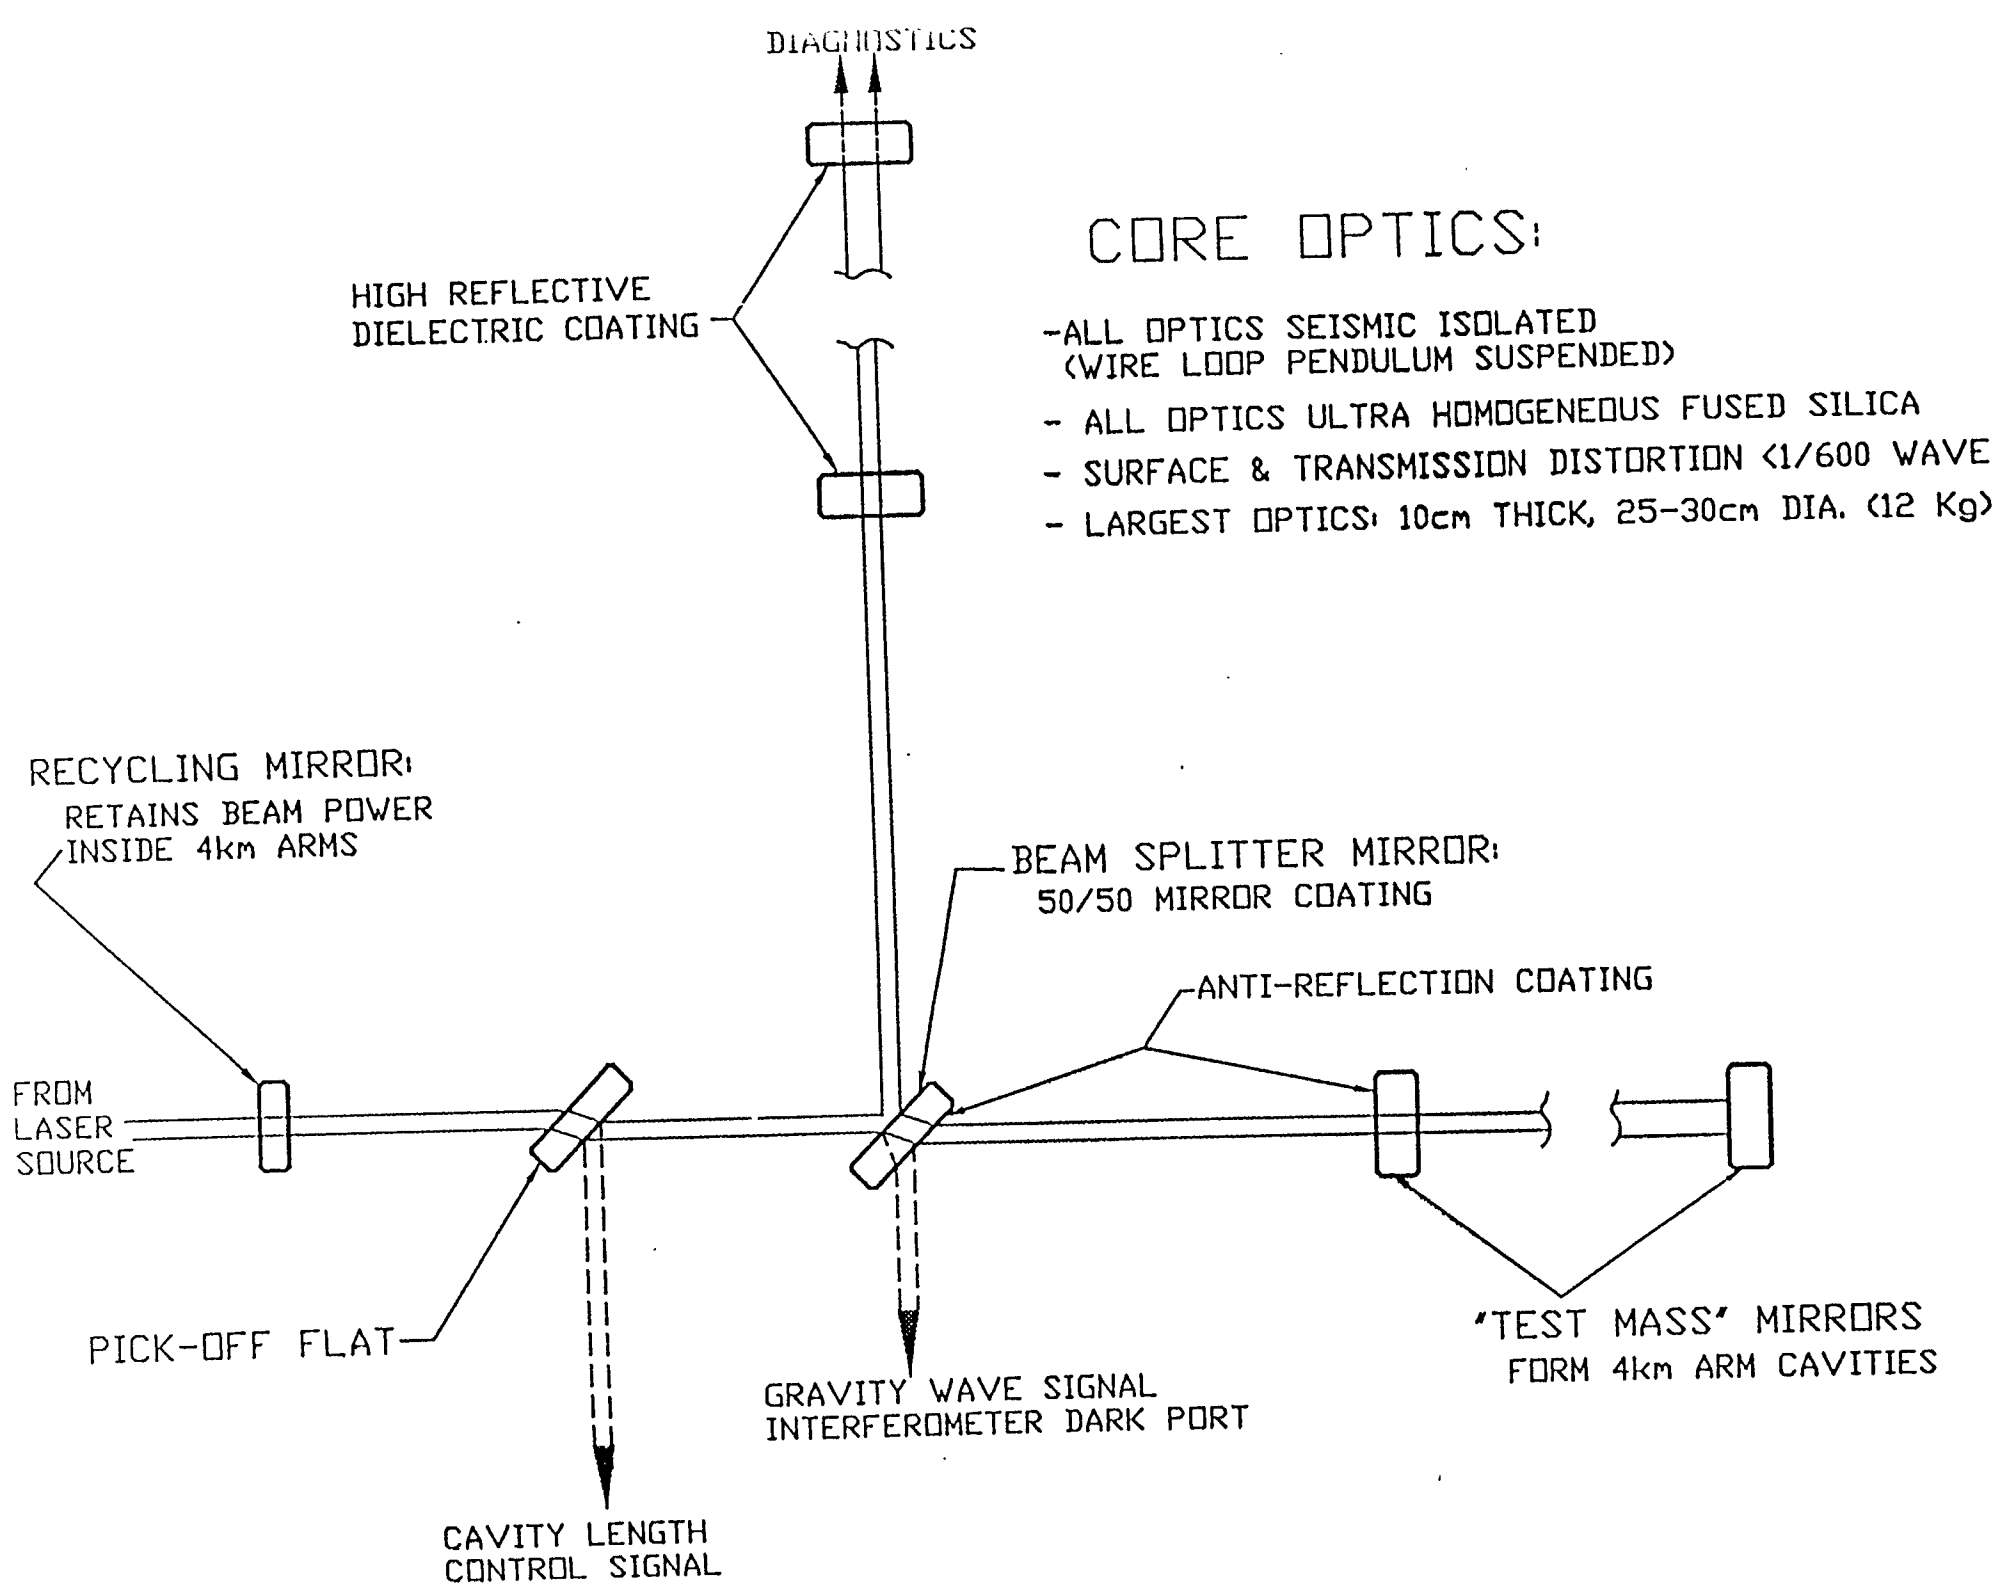 DIAGNOSTICS
HIGH REFLECTIVE
DIELECTRIC COATING
CORE OPTICS:
-ALL OPTICS SEISMIC ISOLATED
(WIRE LOOP PENDULUM SUSPENDED)
- ALL OPTICS ULTRA HOMOGENEOUS FUSED SILICA
- SURFACE & TRANSMISSION DISTORTION <1/600 WAVE
- LARGEST OPTICS: 10cm THICK, 25-30cm DIA. (12 Kg)
RECYCLING MIRROR:
RETAINS BEAM POWER
INSIDE 4km ARMS
BEAM SPLITTER MIRROR:
50/50 MIRROR COATING
ANTI-REFLECTION COATING
FROM
LASER
SOURCE
PICK-OFF FLAT
"TEST MASS" MIRRORS
FORM 4km ARM CAVITIES
GRAVITY WAVE SIGNAL
INTERFEROMETER DARK PORT
CAVITY LENGTH
CONTROL SIGNAL